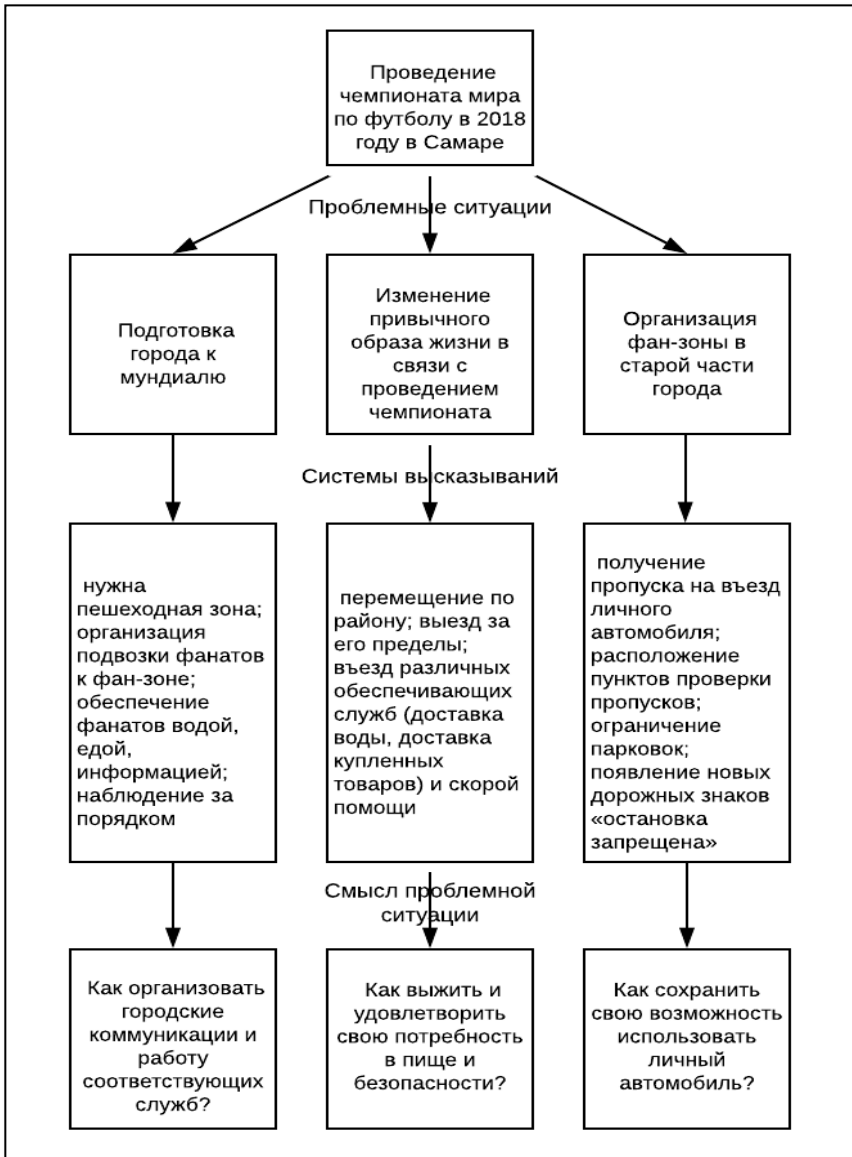 Проведение
чемпионата мира
по футболу в 2018
году в Самаре
Проблемные ситуации
Подготовка
города к
мундиалю
Изменение
привычного
образа жизни в
связи с
проведением
чемпионата
Организация
фан-зоны в
старой части
города
Системы высказываний
нужна
пешеходная зона;
организация
подвозки фанатов
к фан-зоне;
обеспечение
фанатов водой,
едой,
информацией;
наблюдение за
порядком
перемещение по
району; выезд за
его пределы;
въезд различных
обеспечивающих
служб (доставка
воды, доставка
купленных
товаров) и скорой
помощи
получение
пропуска на въезд
личного
автомобиля;
расположение
пунктов проверки
пропусков;
ограничение
парковок;
появление новых
дорожных знаков
«остановка
запрещена»
Смысл проблемной
ситуации
Как организовать
городские
коммуникации и
работу
соответствующих
служб?
Как выжить и
удовлетворить
свою потребность
в пище и
безопасности?
Как сохранить
свою возможность
использовать
личный
автомобиль?